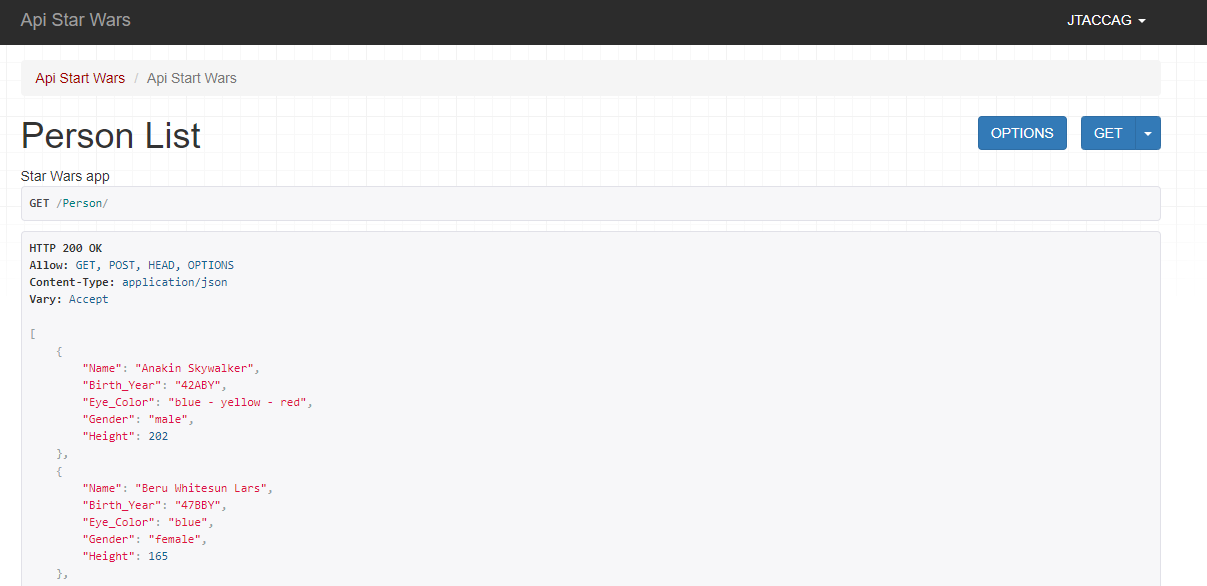 Api Star Wars
JTACCAG
Api Start Wars / Api Start Wars
Person List
OPTIONS
GET
Star Wars app
GET /Person/
HTTP 200 OK
Allow: GET, POST, HEAD, OPTIONS
Content-Type: application/json
Vary: Accept
[
{
"Name": "Anakin Skywalker",
"Birth_Year": "42ABY",
"Eye_Color": "blue - yellow - red",
"Gender": "male",
"Height": 202
},
{
"Name": "Beru Whitesun Lars",
"Birth_Year": "47BBY",
"Eye_Color": "blue",
"Gender": "female",
"Height": 165
},